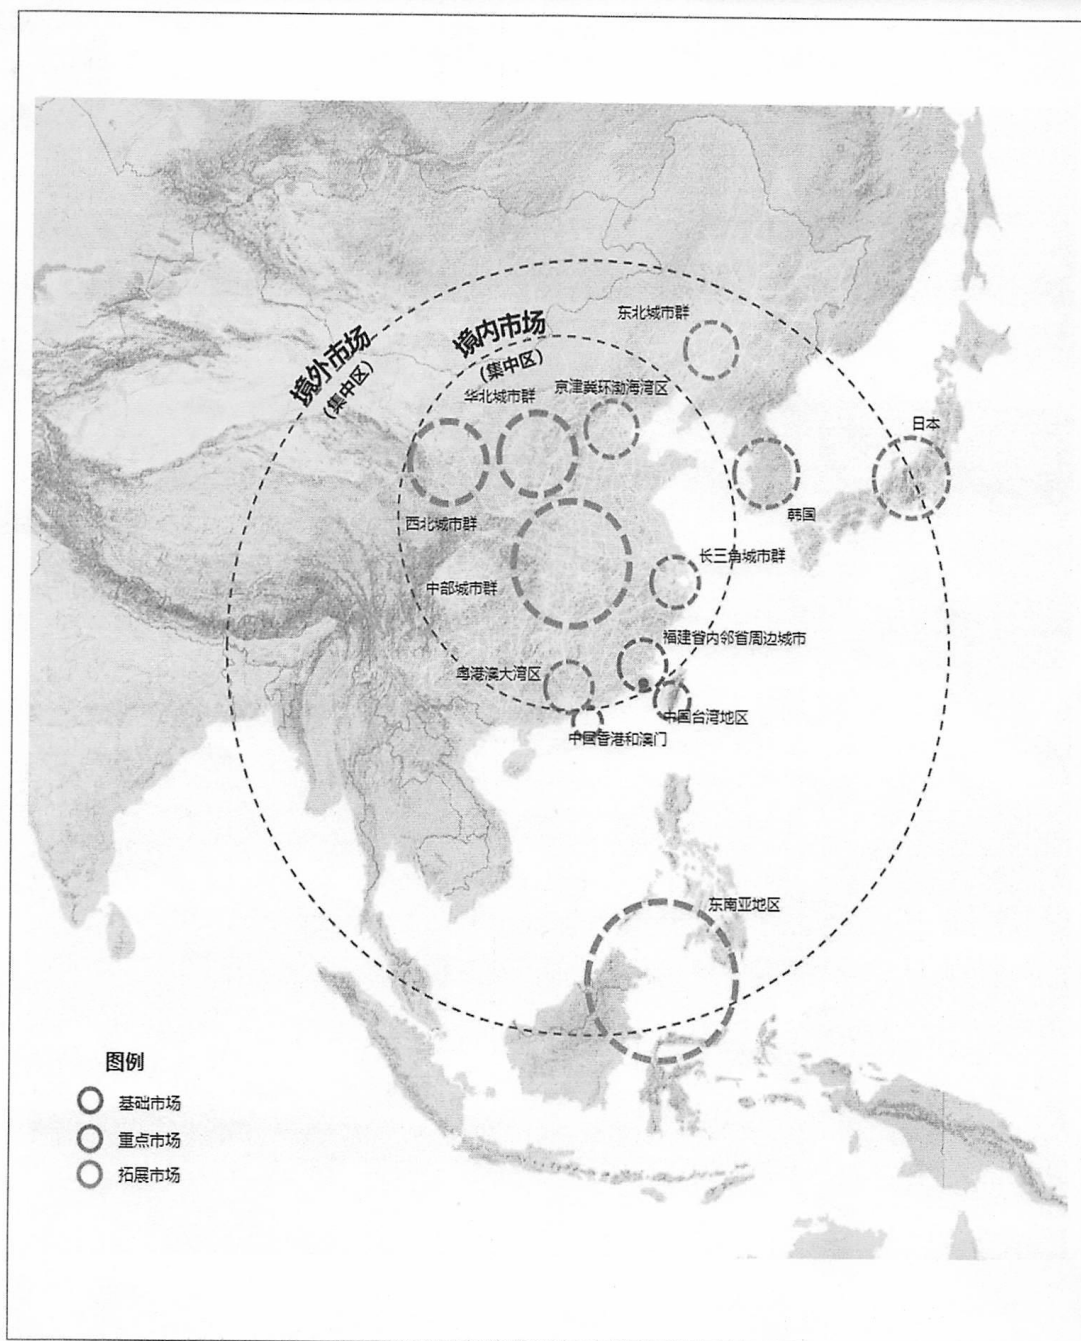 东北城市群
境内市场
(集中区)
境外市场
(集中区)
华北城市群
京津冀环渤海湾区
日本
韩国
西北城市群
长三角城市群
中部城市群
福建省内邻省周边城市
粤港澳大湾区
中国台湾地区
中国香港和澳门
东南亚地区
图例
基础市场
重点市场
拓展市场